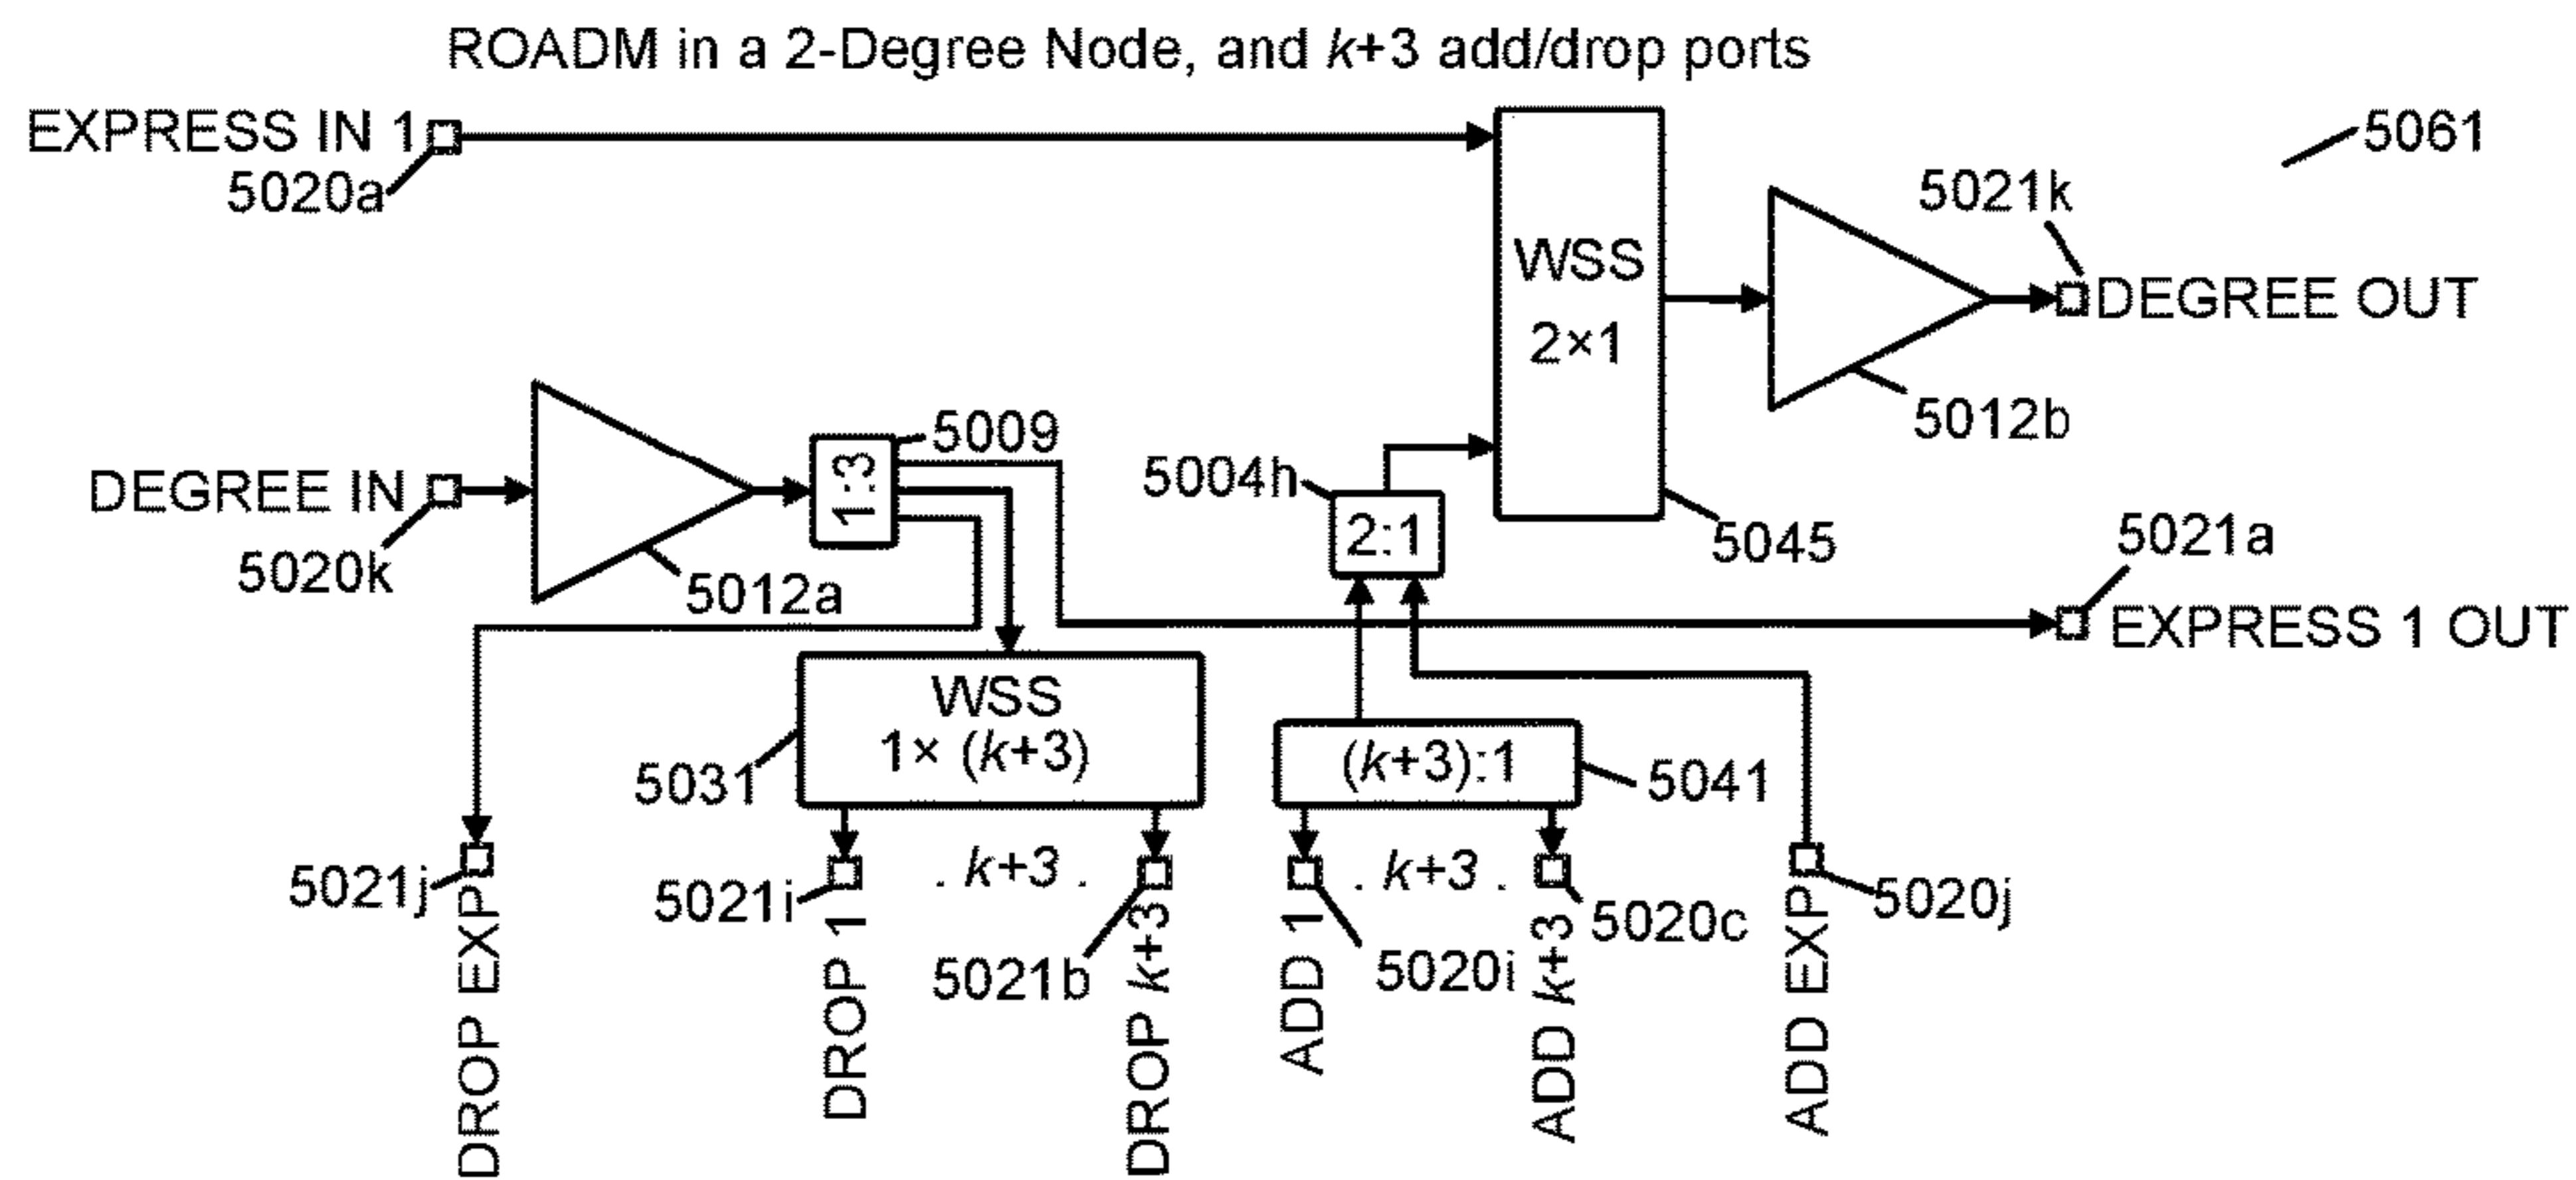 ROADM in a 2-Degree Node, and k+3 add/drop ports
EXPRESS IN 1
5020a
5061
5021k
WSS
2×1
DEGREE OUT
5012b
5009
1:3
DEGREE IN
5020k
5012a
5004h
2:1
5045
5021a
EXPRESS 1 OUT
WSS
1× (k+3)
5031
(k+3):1
5041
5021j
5021i
. k+3 .
5021b
. k+3 .
5020i
5020c
5020j
DROP EXP
DROP 1
DROP k+3
ADD 1
ADD k+3
ADD EXP